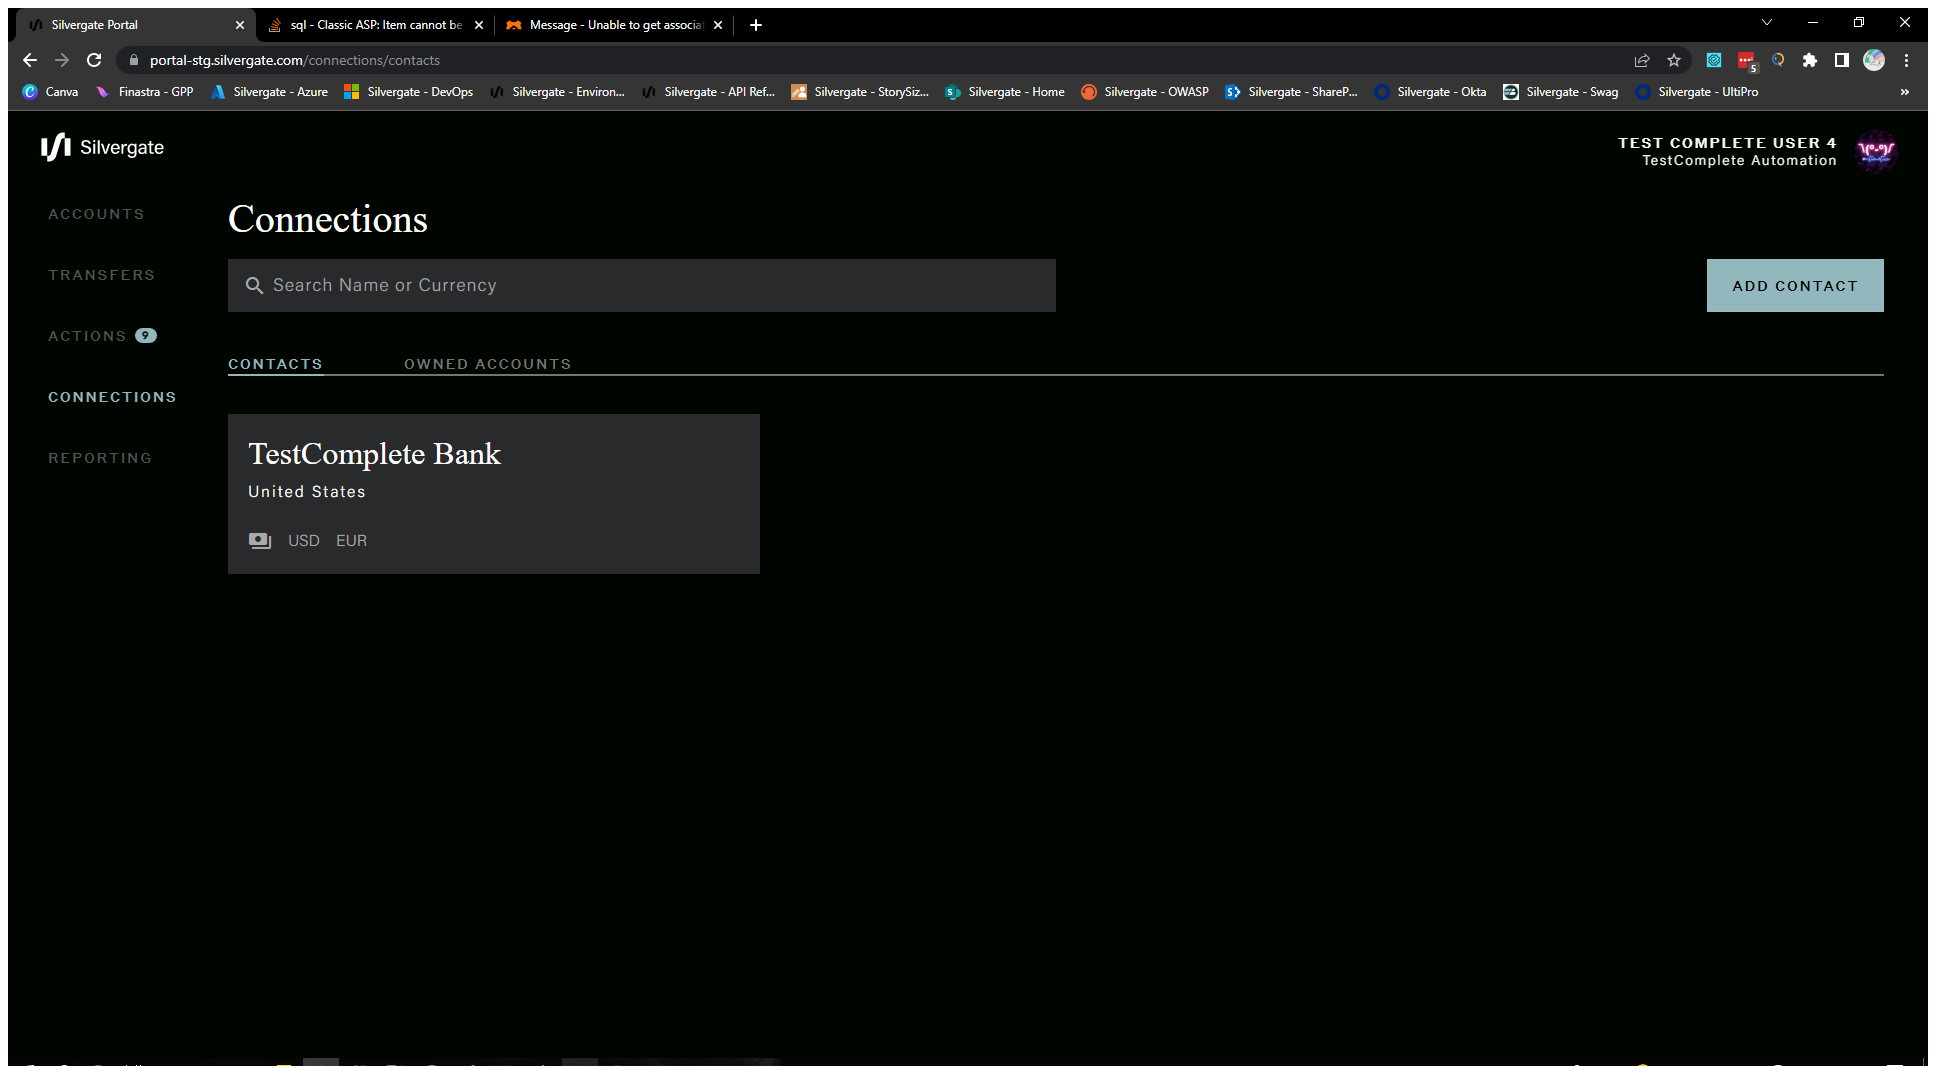 Silvergate Portal
sql - Classic ASP: Item cannot be
Message - Unable to get associa
portal-stg.silvergate.com/connections/contacts
5
Canva
Finastra - GPP
Silvergate - Azure
Silvergate - DevOps
Silvergate - Environ...
Silvergate - API Ref...
Silvergate - StorySiz...
Silvergate - Home
Silvergate - OWASP
Silvergate - ShareP...
Silvergate - Okta
Silvergate - Swag
Silvergate - UltiPro
»
Silvergate
TEST COMPLETE USER 4
TestComplete Automation
ACCOUNTS
TRANSFERS
ACTIONS 9
CONNECTIONS
REPORTING
Connections
Search Name or Currency
ADD CONTACT
CONTACTS
OWNED ACCOUNTS
TestComplete Bank
United States
USD EUR